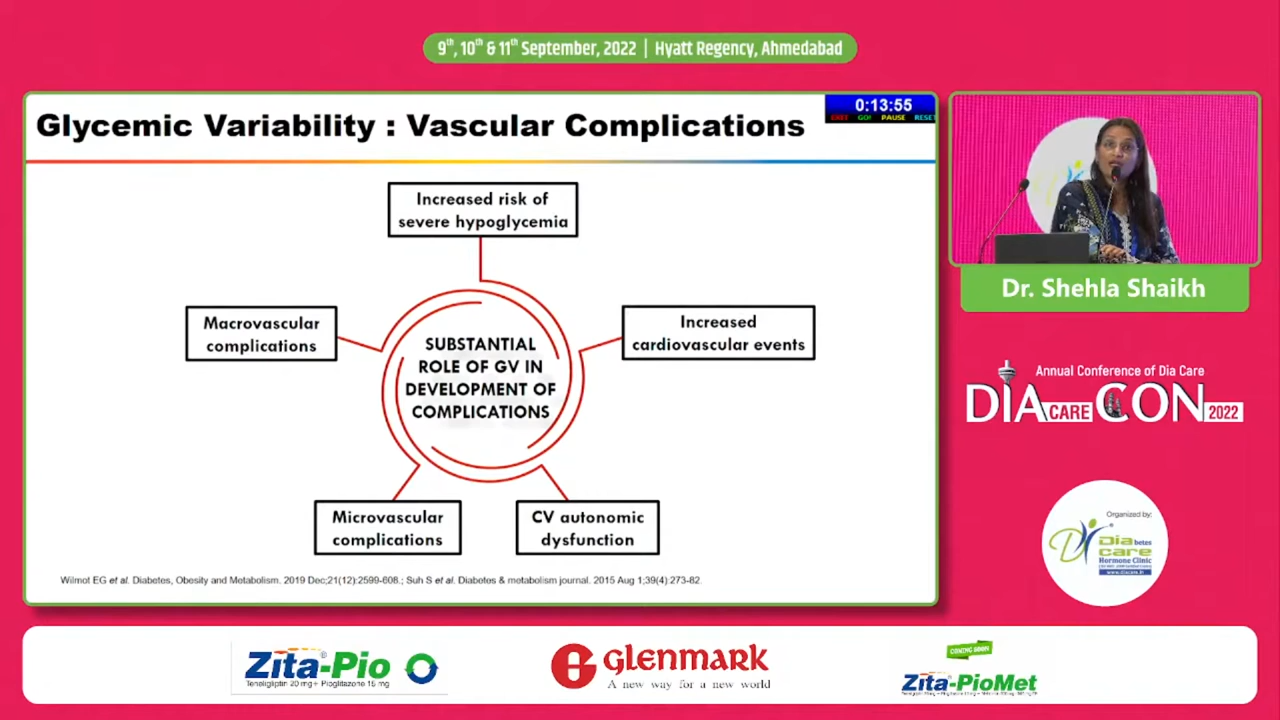 9th, 10th & 11th September, 2022 | Hyatt Regency, Ahmedabad
Glycemic Variability : Vascular Complications
0:13:55
EXIT GO! PAUSE RESET
Increased risk of
severe hypoglycemia
Macrovascular
complications
Increased
cardiovascular events
SUBSTANTIAL
ROLE OF GV IN
DEVELOPMENT OF
COMPLICATIONS
Microvascular
complications
CV autonomic
dysfunction
Wilmot EG et al. Diabetes, Obesity and Metabolism. 2019 Dec;21(12):2599-608.; Suh S et al. Diabetes & metabolism journal. 2015 Aug 1;39(4):273-82.
Dr. Shehla Shaikh
Annual Conference of Dia Care
DIA CARE CON 2022
Organized by:
Diabetes
care
Hormone Clinic
www.diacare.in
Zita-Pio
Teneligliptin 20 mg + Pioglitazone 15 mg
glenmark
A new way for a new world
COMING SOON
Zita-PioMet